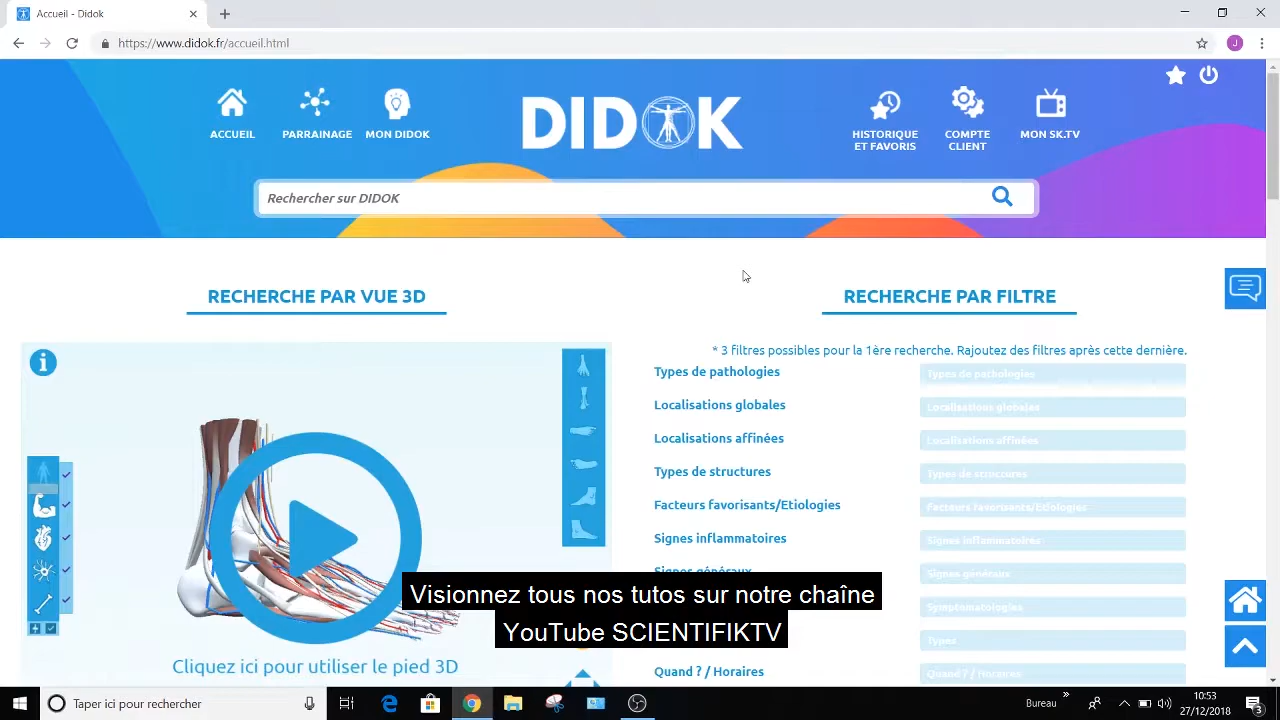 Accueil - Didok
https://www.didok.fr/accueil.html
J
ACCUEIL
PARRAINAGE
MON DIDOK
DIDOK
HISTORIQUE
ET FAVORIS
COMPTE
CLIENT
MON SK.TV
Rechercher sur DIDOK
RECHERCHE PAR VUE 3D
RECHERCHE PAR FILTRE
* 3 filtres possibles pour la 1ère recherche. Rajoutez des filtres après cette dernière.
Types de pathologies
Types de pathologies
Localisations globales
Localisations globales
Localisations affinées
Localisations affinées
Types de structures
Types de structures
Facteurs favorisants/Etiologies
Facteurs favorisants/Etiologies
Signes inflammatoires
Signes inflammatoires
Signes généraux
Signes généraux
Symptomatologies
Types
Visionnez tous nos tutos sur notre chaîne
YouTube SCIENTIFIKTV
Cliquez ici pour utiliser le pied 3D
Quand ? / Horaires
Quand ? / Horaires
Taper ici pour rechercher
Bureau
10:53
27/12/2018
3